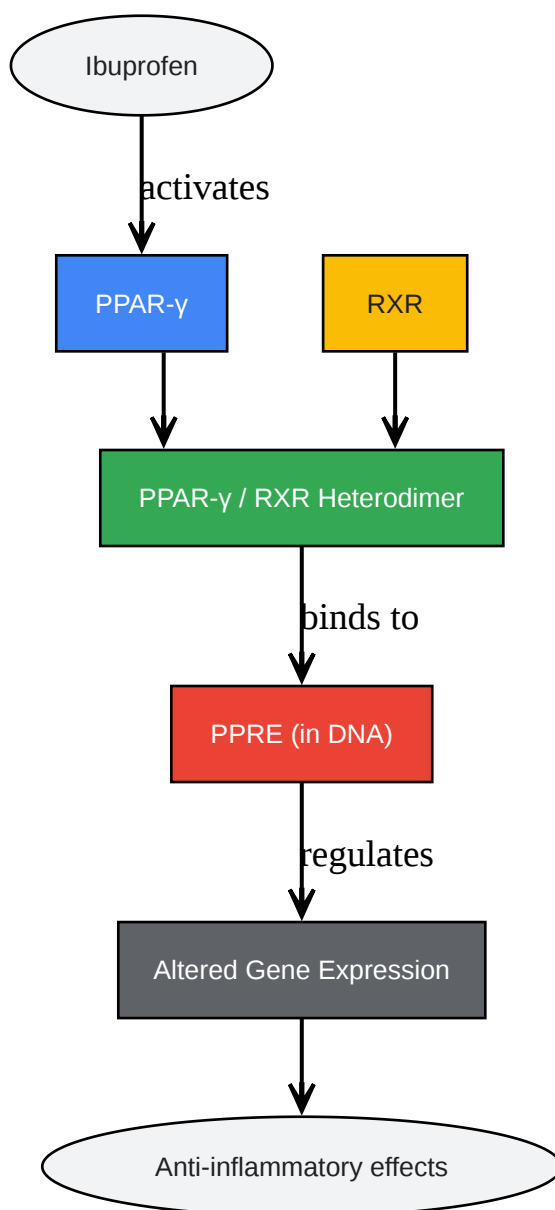 Ibuprofen
activates
PPAR-γ
RXR
PPAR-γ / RXR Heterodimer
binds to
PPRE (in DNA)
regulates
Altered Gene Expression
Anti-inflammatory effects